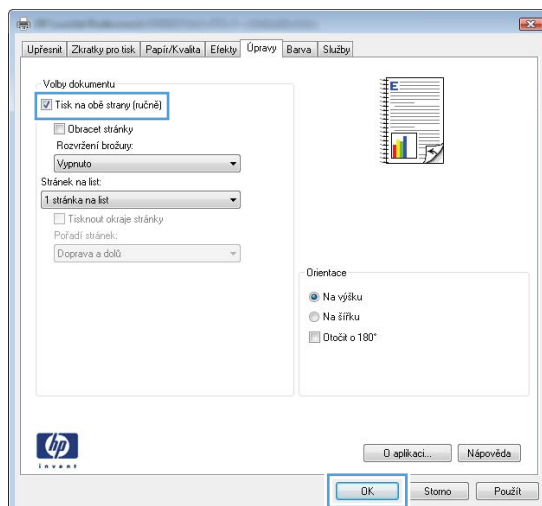 Upřesnit Zkratky pro tisk Papír/Kvalita Efekty Úpravy Barva Služby
Volby dokumentu
Tisk na obě strany (ručně)
Obracet stránky
Rozvržení brožury:
Vypnuto
Stránek na list:
1 stránka na list
Tisknout okraje stránky
Pořadí stránek:
Doprava a dolů
E
Orientace
Na výšku
Na šířku
Otočit o 180°
hp
invent
O aplikaci... Nápověda
OK Storno Použít